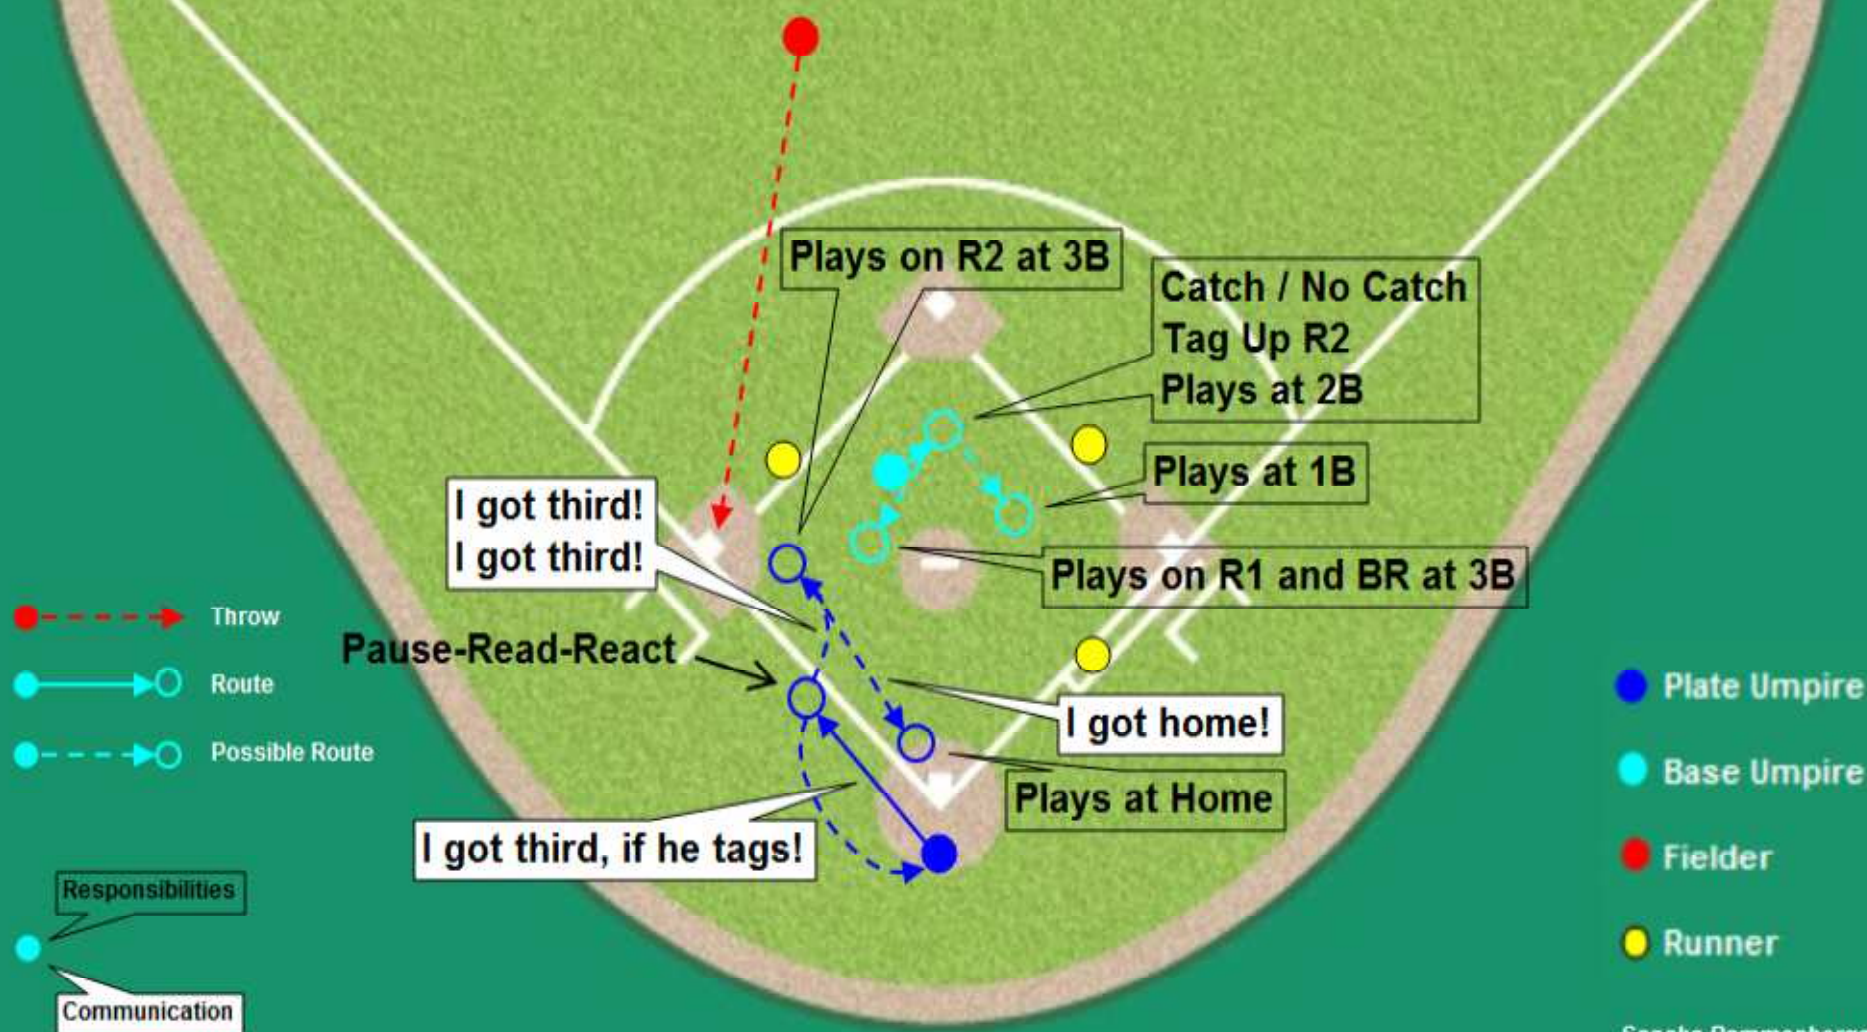 Plays on R2 at 3B
Catch / No Catch
Tag Up R2
Plays at 2B
Plays at 1B
I got third!
I got third!
Plays on R1 and BR at 3B
Pause-Read-React
I got home!
Plays at Home
I got third, if he tags!
Throw
Route
Possible Route
Responsibilities
Communication
Plate Umpire
Base Umpire
Fielder
Runner